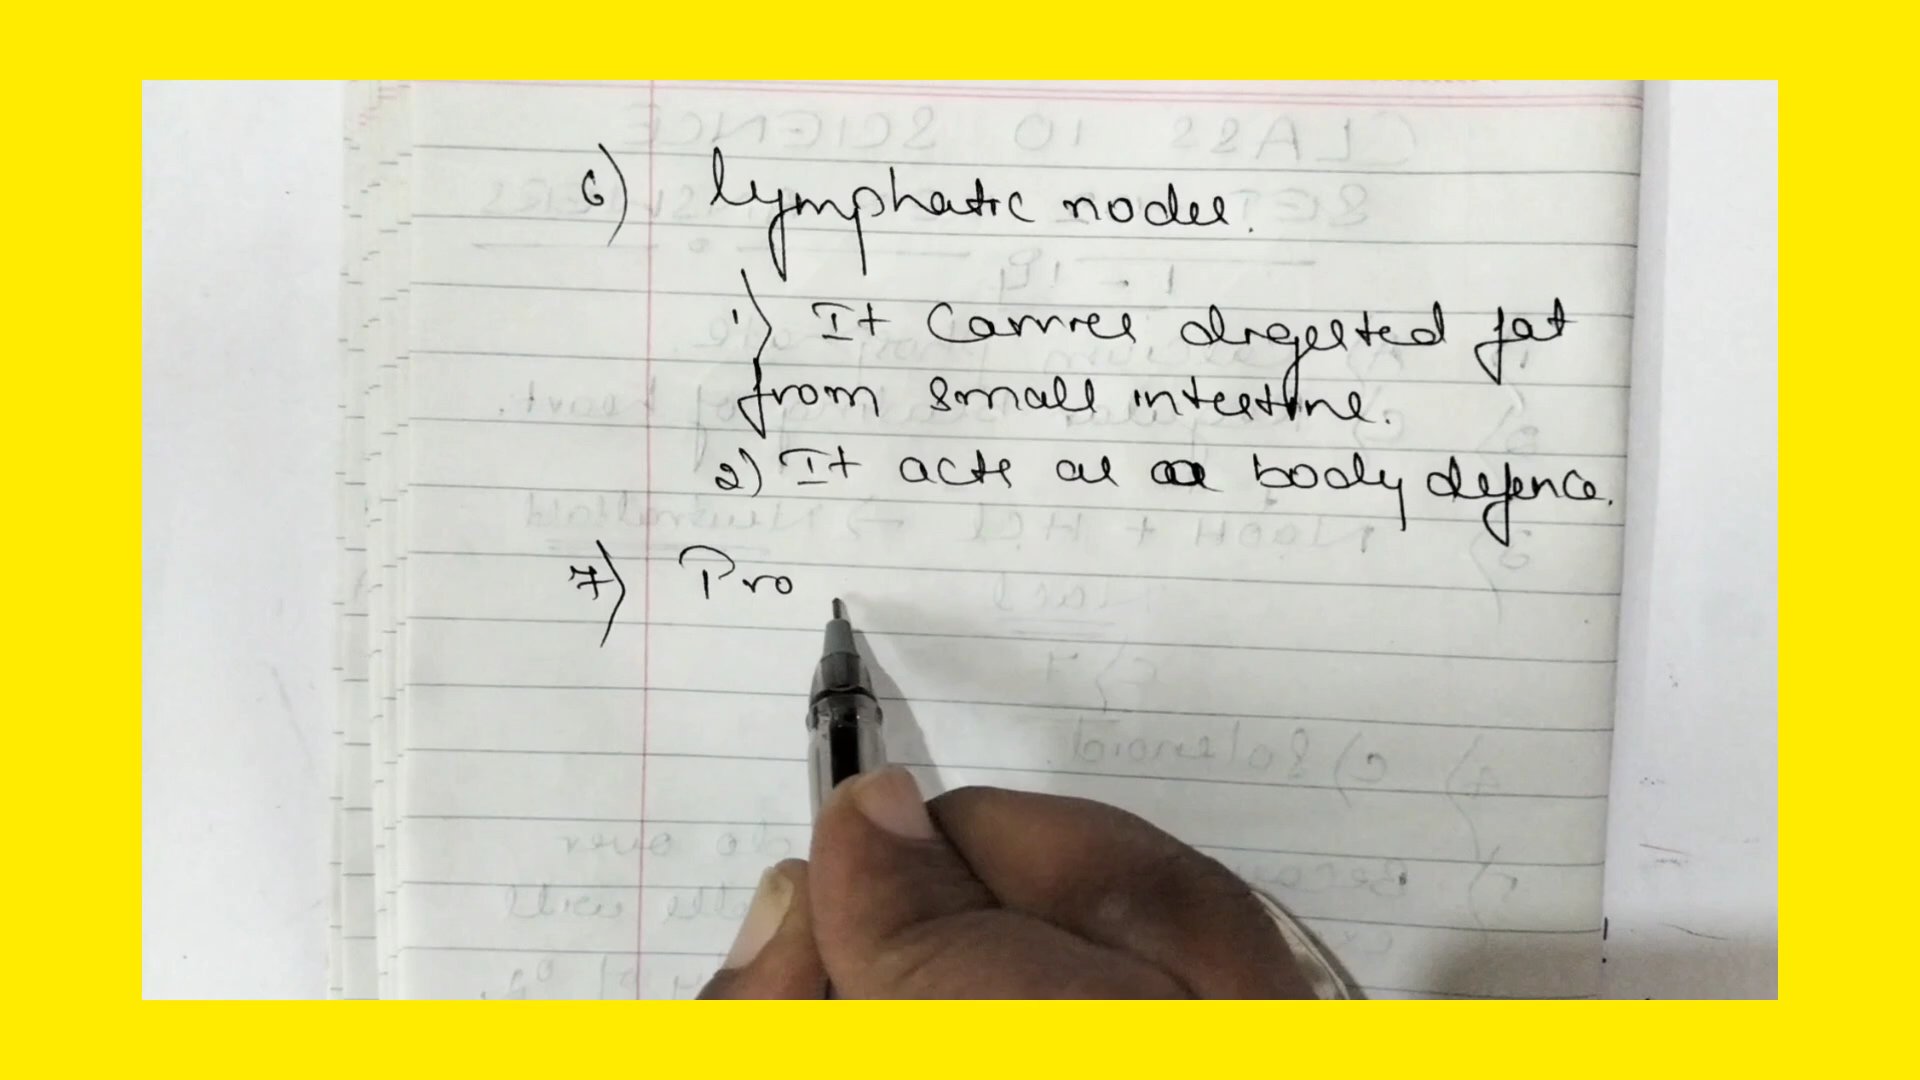 6) lymphatic nodes.
1) It Carries digested fat
from small intestine.
2) It acts as a body defence.
7) Pro